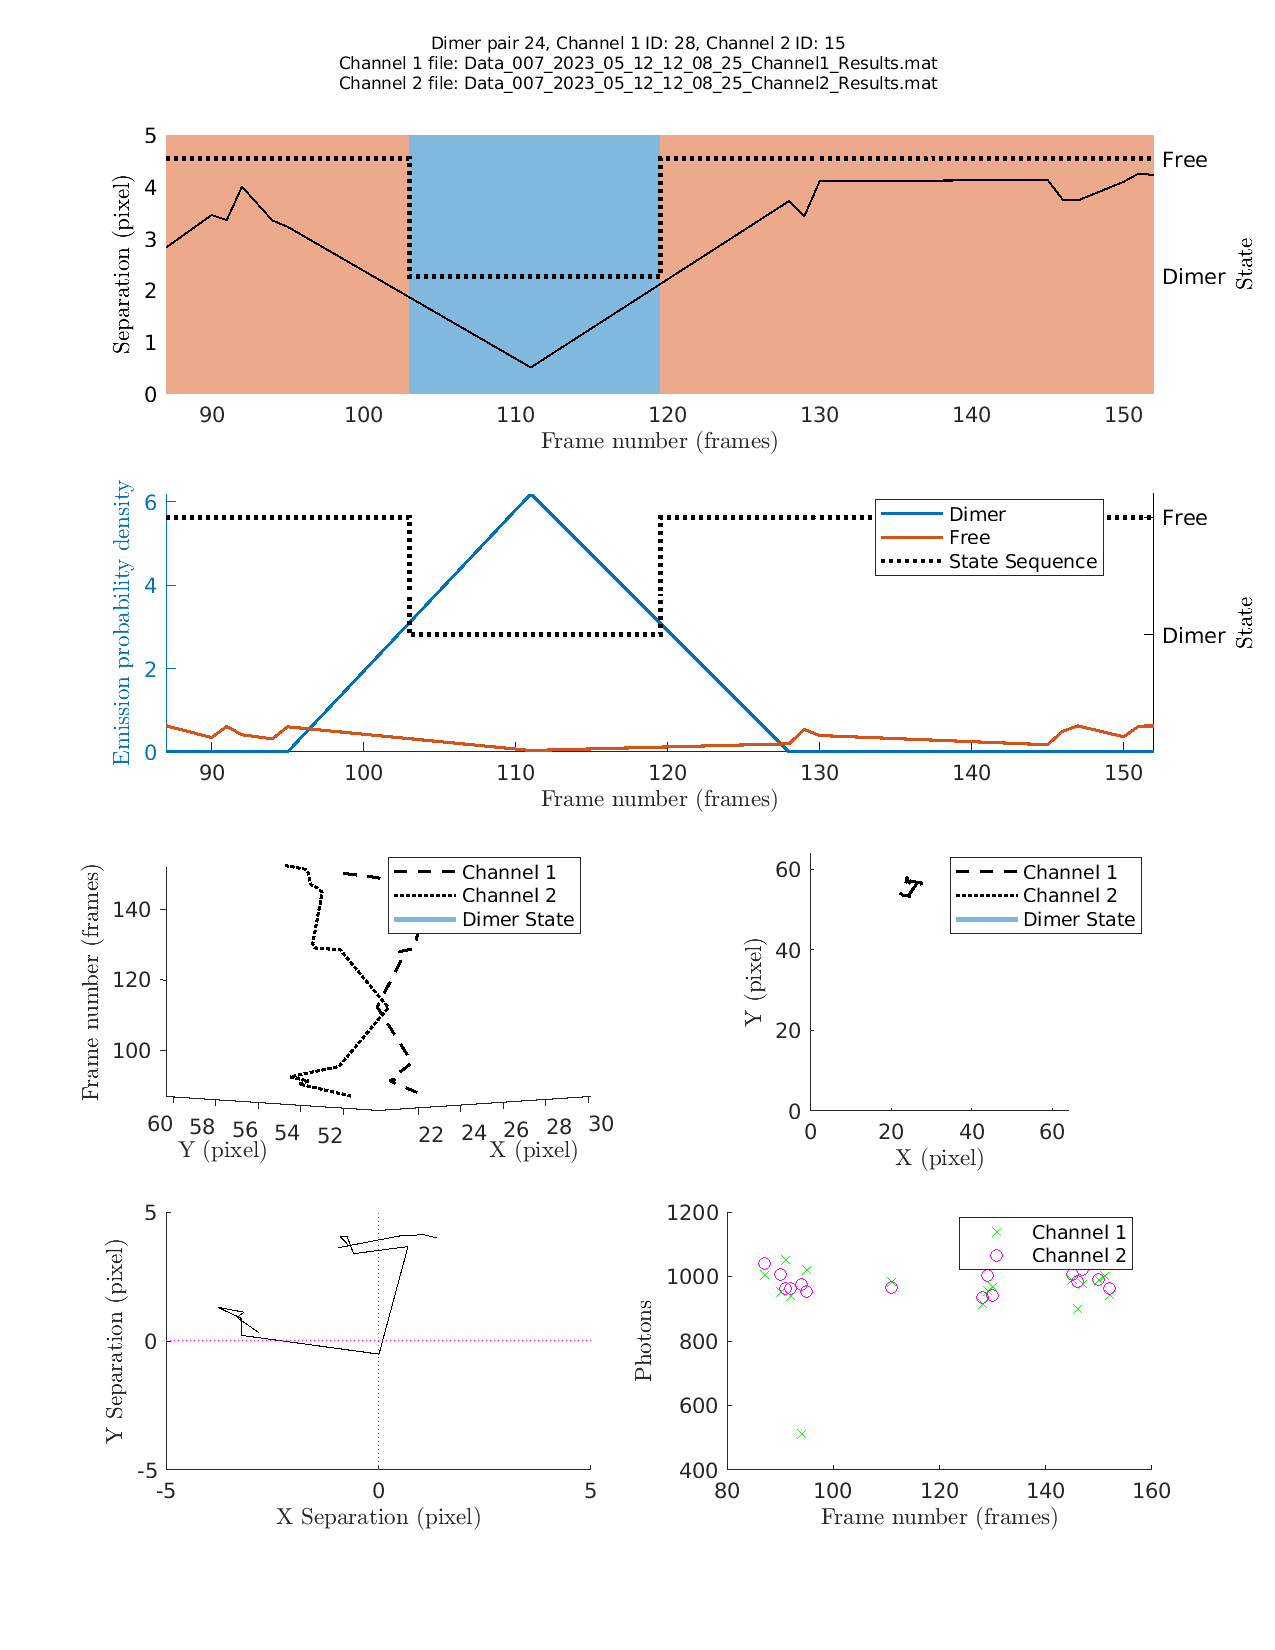 Dimer pair 24, Channel 1 ID: 28, Channel 2 ID: 15
Channel 1 file: Data_007_2023_05_12_12_08_25_Channel1_Results.mat
Channel 2 file: Data_007_2023_05_12_12_08_25_Channel2_Results.mat
5
4
3
2
1
0
Separation (pixel)
Free
Dimer
State
90 100 110 120 130 140 150
Frame number (frames)
6
4
2
0
Emission probability density
Dimer
Free
State Sequence
Free
Dimer
State
90 100 110 120 130 140 150
Frame number (frames)
140
120
100
Frame number (frames)
Channel 1
Channel 2
Dimer State
60 58 56 54 52 22 24 26 28 30
Y (pixel) X (pixel)
60
40
20
0
Y (pixel)
Channel 1
Channel 2
Dimer State
0 20 40 60
X (pixel)
5
0
-5
Y Separation (pixel)
-5 0 5
X Separation (pixel)
1200
1000
800
600
400
Photons
Channel 1
Channel 2
80 100 120 140 160
Frame number (frames)